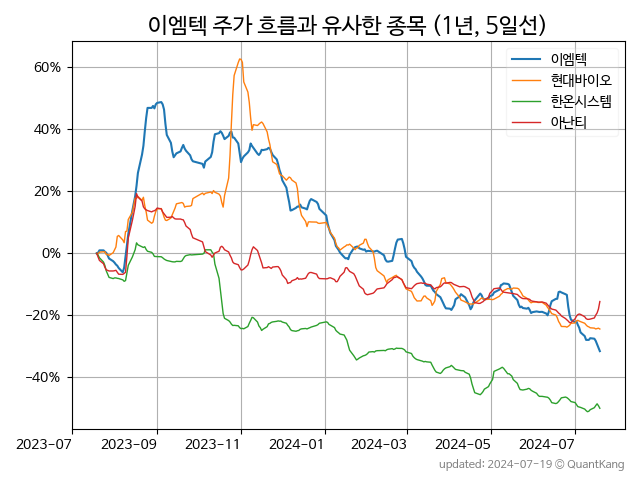 이엠텍 주가 흐름과 유사한 종목 (1년, 5일선)
이엠텍
현대바이오
한온시스템
아난티
60%
40%
20%
0%
−20%
−40%
2023-07 2023-09 2023-11 2024-01 2024-03 2024-05 2024-07
updated: 2024-07-19 © QuantKang